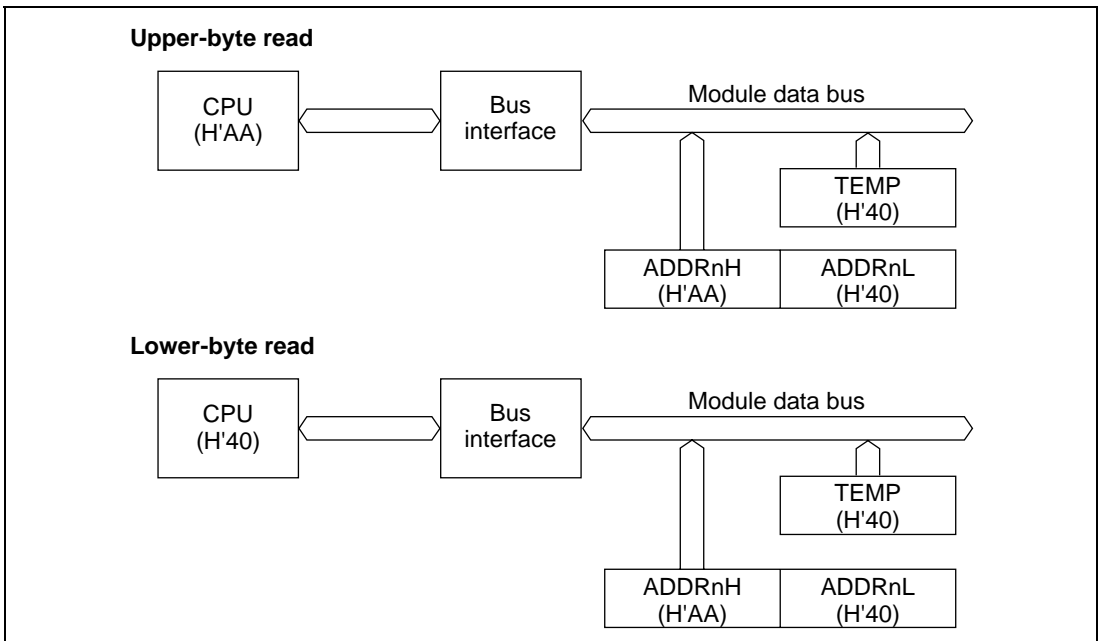 Upper-byte read
CPU
(H'AA)
Bus
interface
Module data bus
TEMP
(H'40)
ADDRnH
(H'AA)
ADDRnL
(H'40)
Lower-byte read
CPU
(H'40)
Bus
interface
Module data bus
TEMP
(H'40)
ADDRnH
(H'AA)
ADDRnL
(H'40)